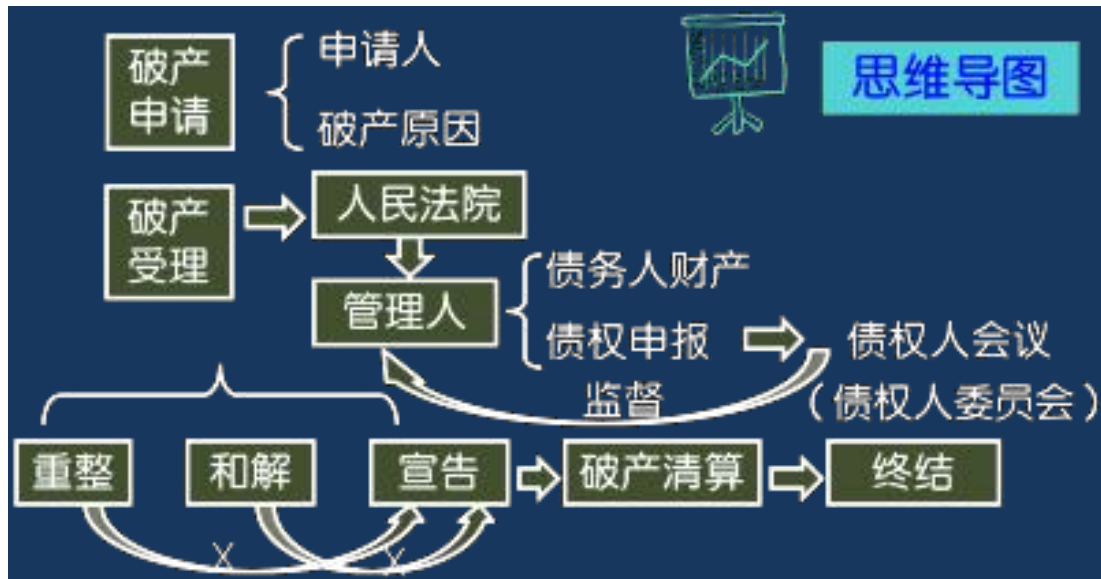 思维导图
破产
申请
申请人
破产原因
破产
受理
人民法院
管理人
债务人财产
债权申报
债权人会议
监督
（债权人委员会）
重整
和解
宣告
破产清算
终结
X
X